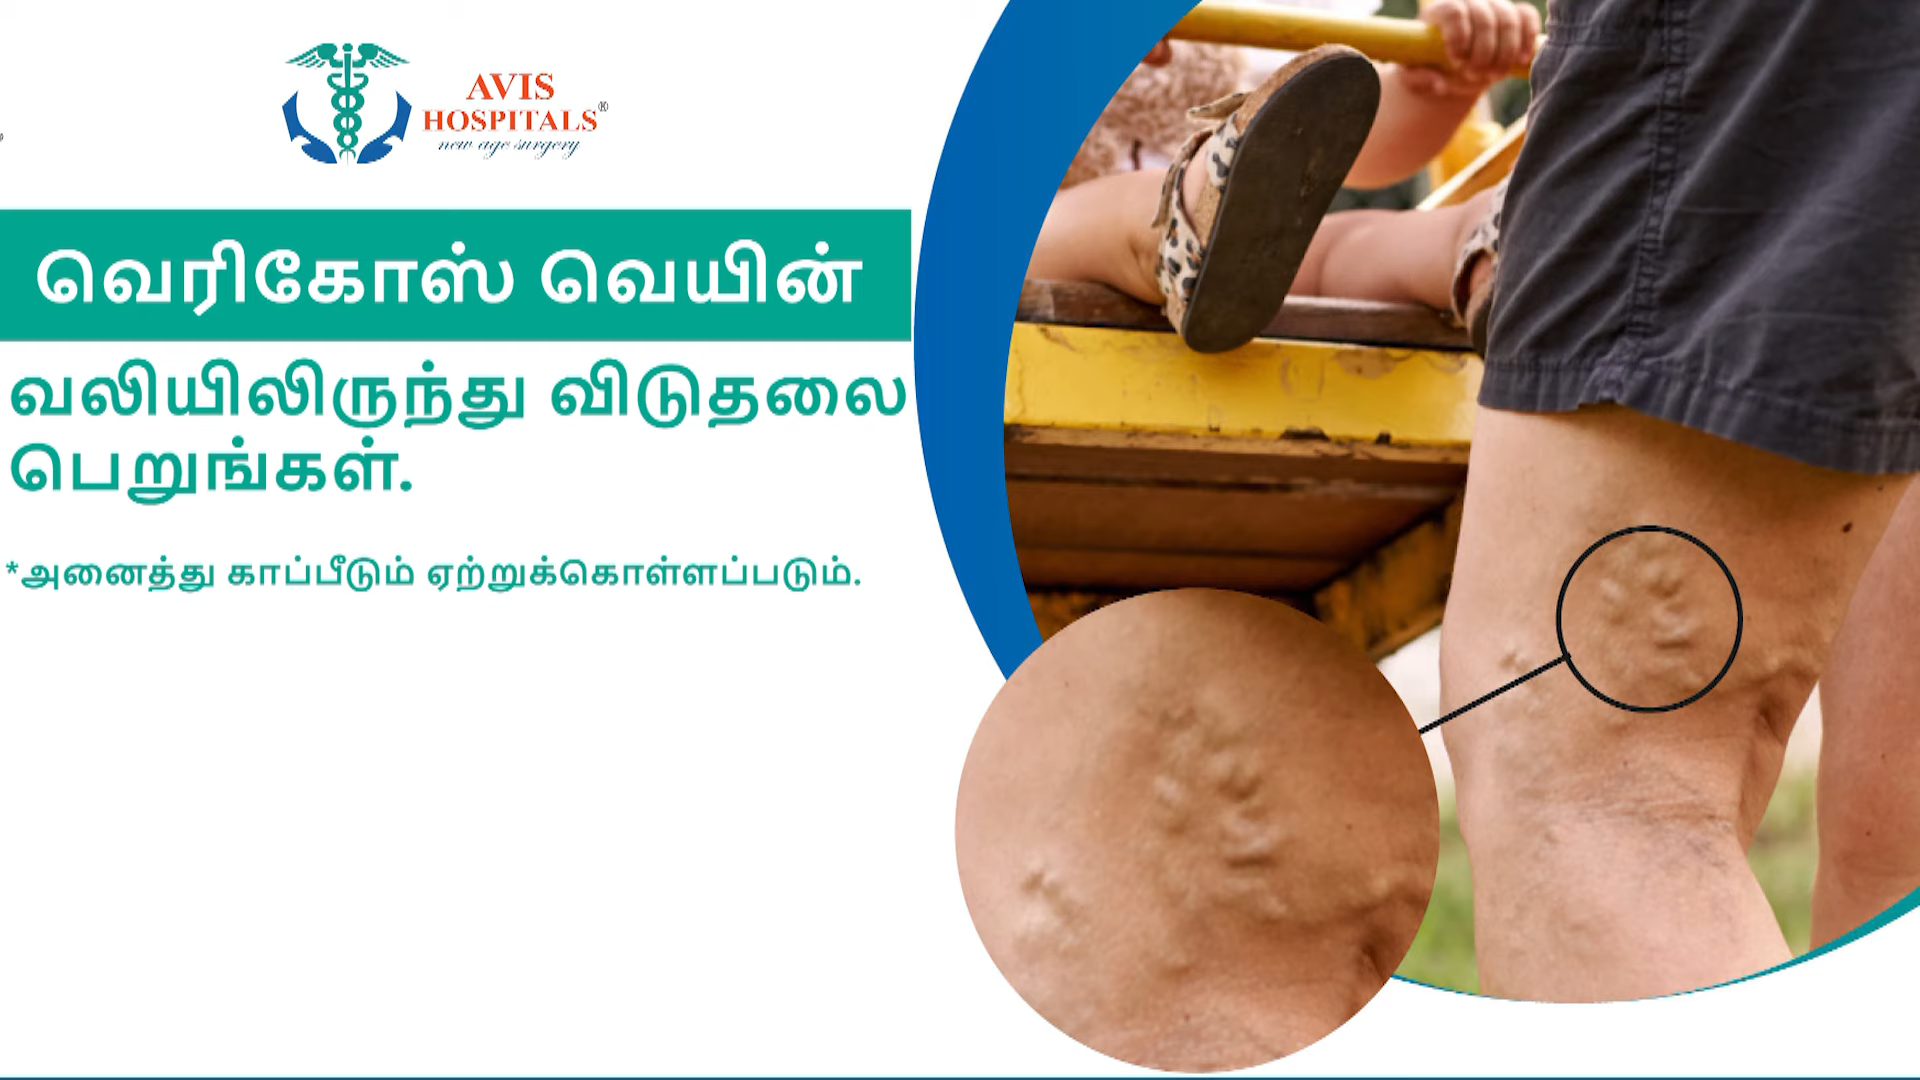 AVIS
HOSPITALS®
new age surgery
வெரிகோஸ் வெயின்
வலியிலிருந்து விடுதலை
பெறுங்கள்.
*அனைத்து காப்பீடும் ஏற்றுக்கொள்ளப்படும்.